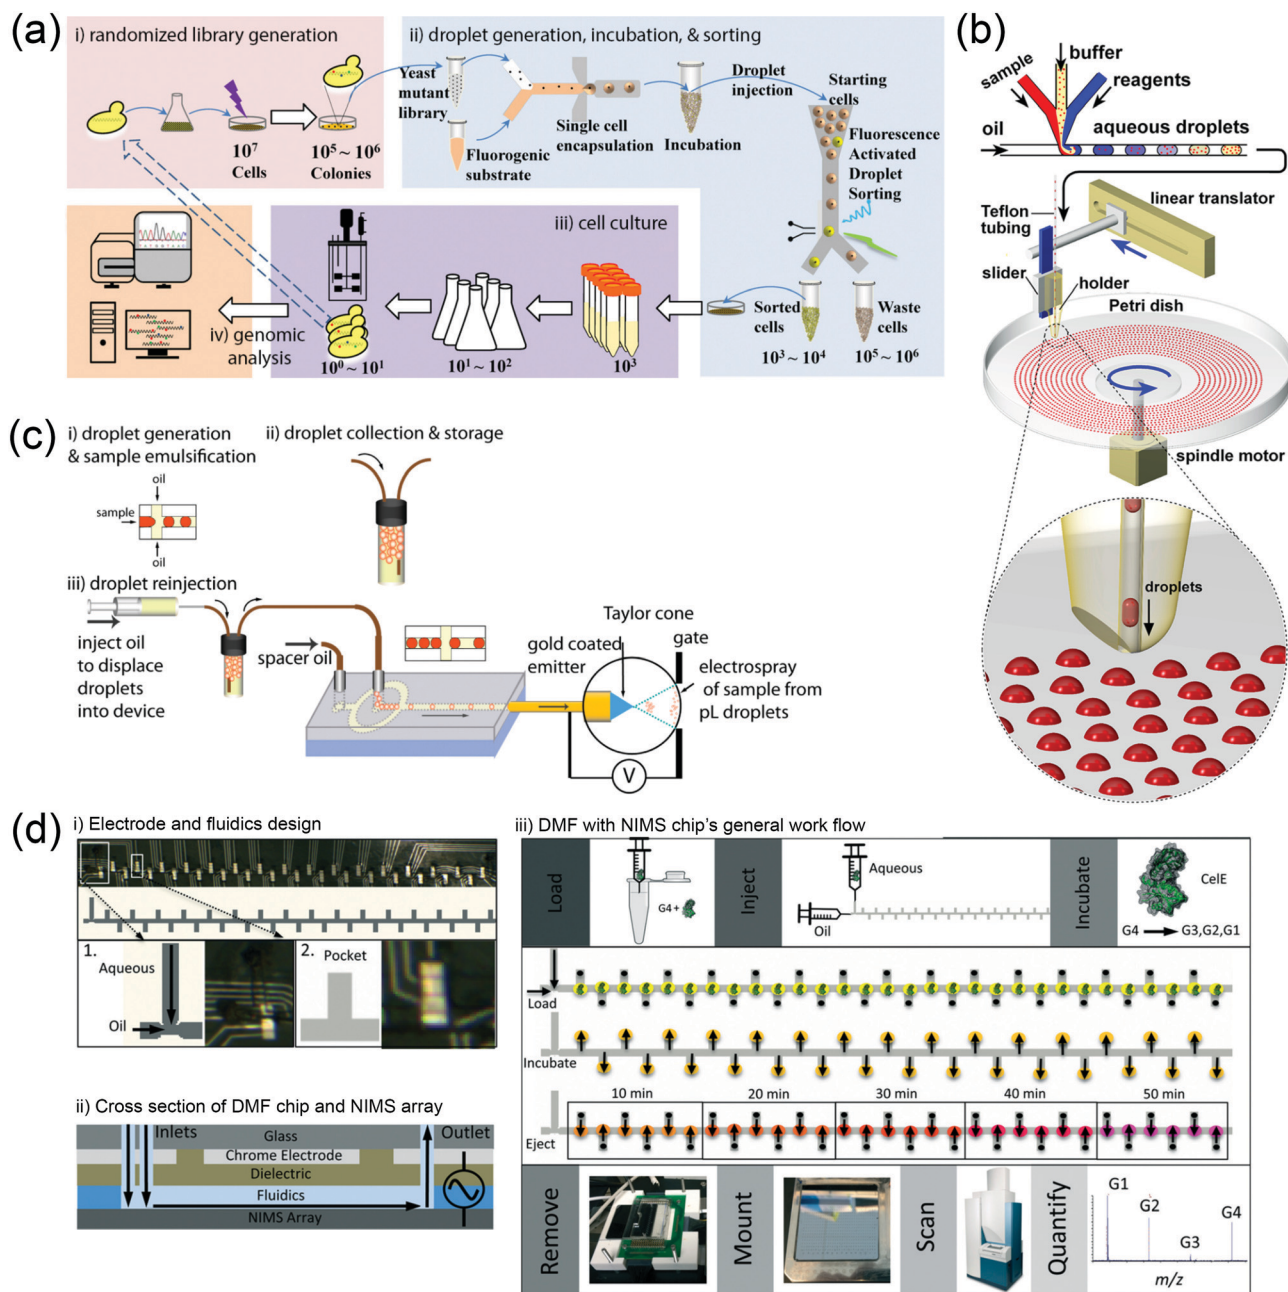 (a)
i) randomized library generation
10⁷
Cells
10⁵ ~ 10⁶
Colonies
ii) droplet generation, incubation, & sorting
Yeast
mutant
library
Fluorogenic
substrate
Single cell
encapsulation
Incubation
Droplet
injection
Starting
cells
Fluorescence
Activated
Droplet
Sorting
Sorted
cells
10³ ~ 10⁴
Waste
cells
10⁵ ~ 10⁶
iii) cell culture
10³
10¹ ~ 10²
10⁰ ~ 10¹
iv) genomic
analysis
(b)
sample
buffer
reagents
oil
aqueous droplets
linear translator
Teflon
tubing
slider
holder
Petri dish
spindle motor
droplets
(c)
i) droplet generation
& sample emulsification
oil
sample
oil
ii) droplet collection & storage
iii) droplet reinjection
inject oil
to displace
droplets
into device
spacer oil
Taylor cone
gold coated
emitter
gate
electrospray
of sample from
pL droplets
V
(d)
i) Electrode and fluidics design
1.
Aqueous
Oil
2.
Pocket
ii) Cross section of DMF chip and NIMS array
Inlets
Glass
Outlet
Chrome Electrode
Dielectric
Fluidics
NIMS Array
iii) DMF with NIMS chip's general work flow
Load
G4 +
Inject
Aqueous
Oil
Incubate
CelE
G4 → G3,G2,G1
Load
Incubate
10 min
20 min
30 min
40 min
50 min
Eject
Remove
Mount
Scan
Quantify
G1
G2
G3
G4
m/z